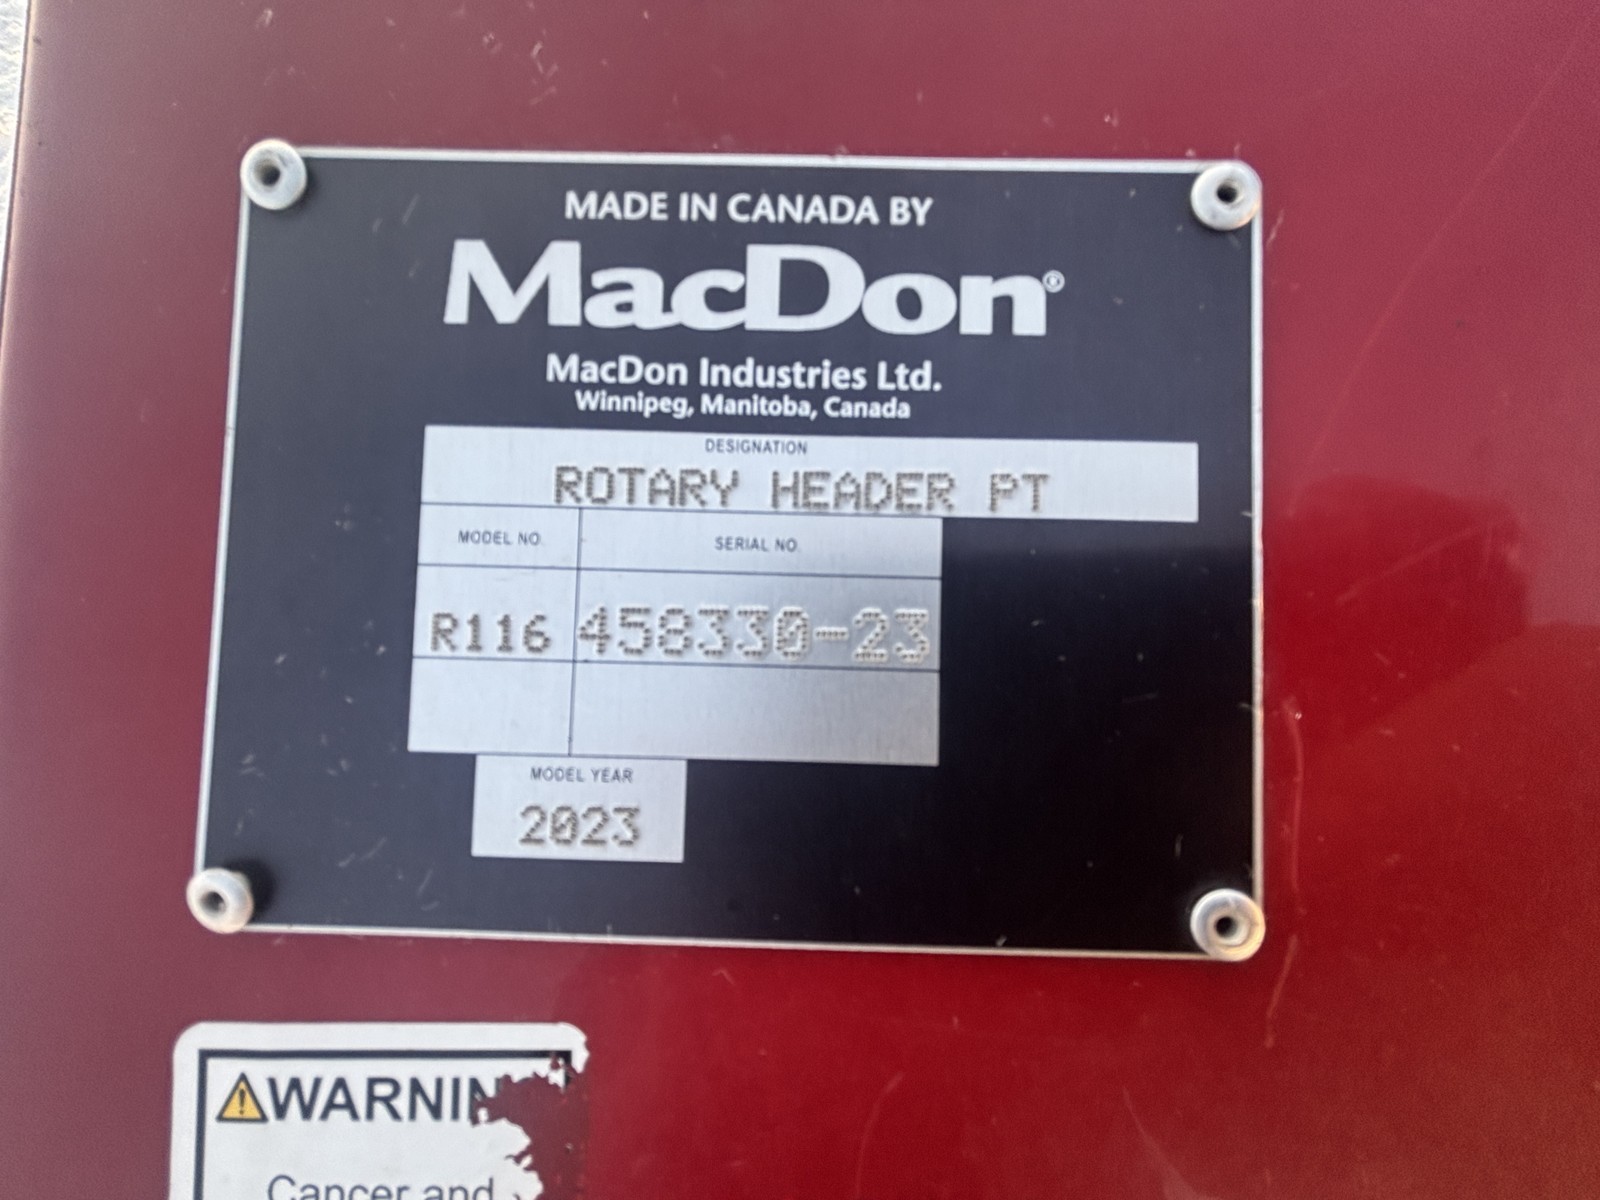 MADE IN CANADA BY
MacDon®
MacDon Industries Ltd.
Winnipeg, Manitoba, Canada
DESIGNATION
ROTARY HEADER PT
MODEL NO. SERIAL NO.
R116 458330-23
MODEL YEAR
2023
WARNIN
Cancer and